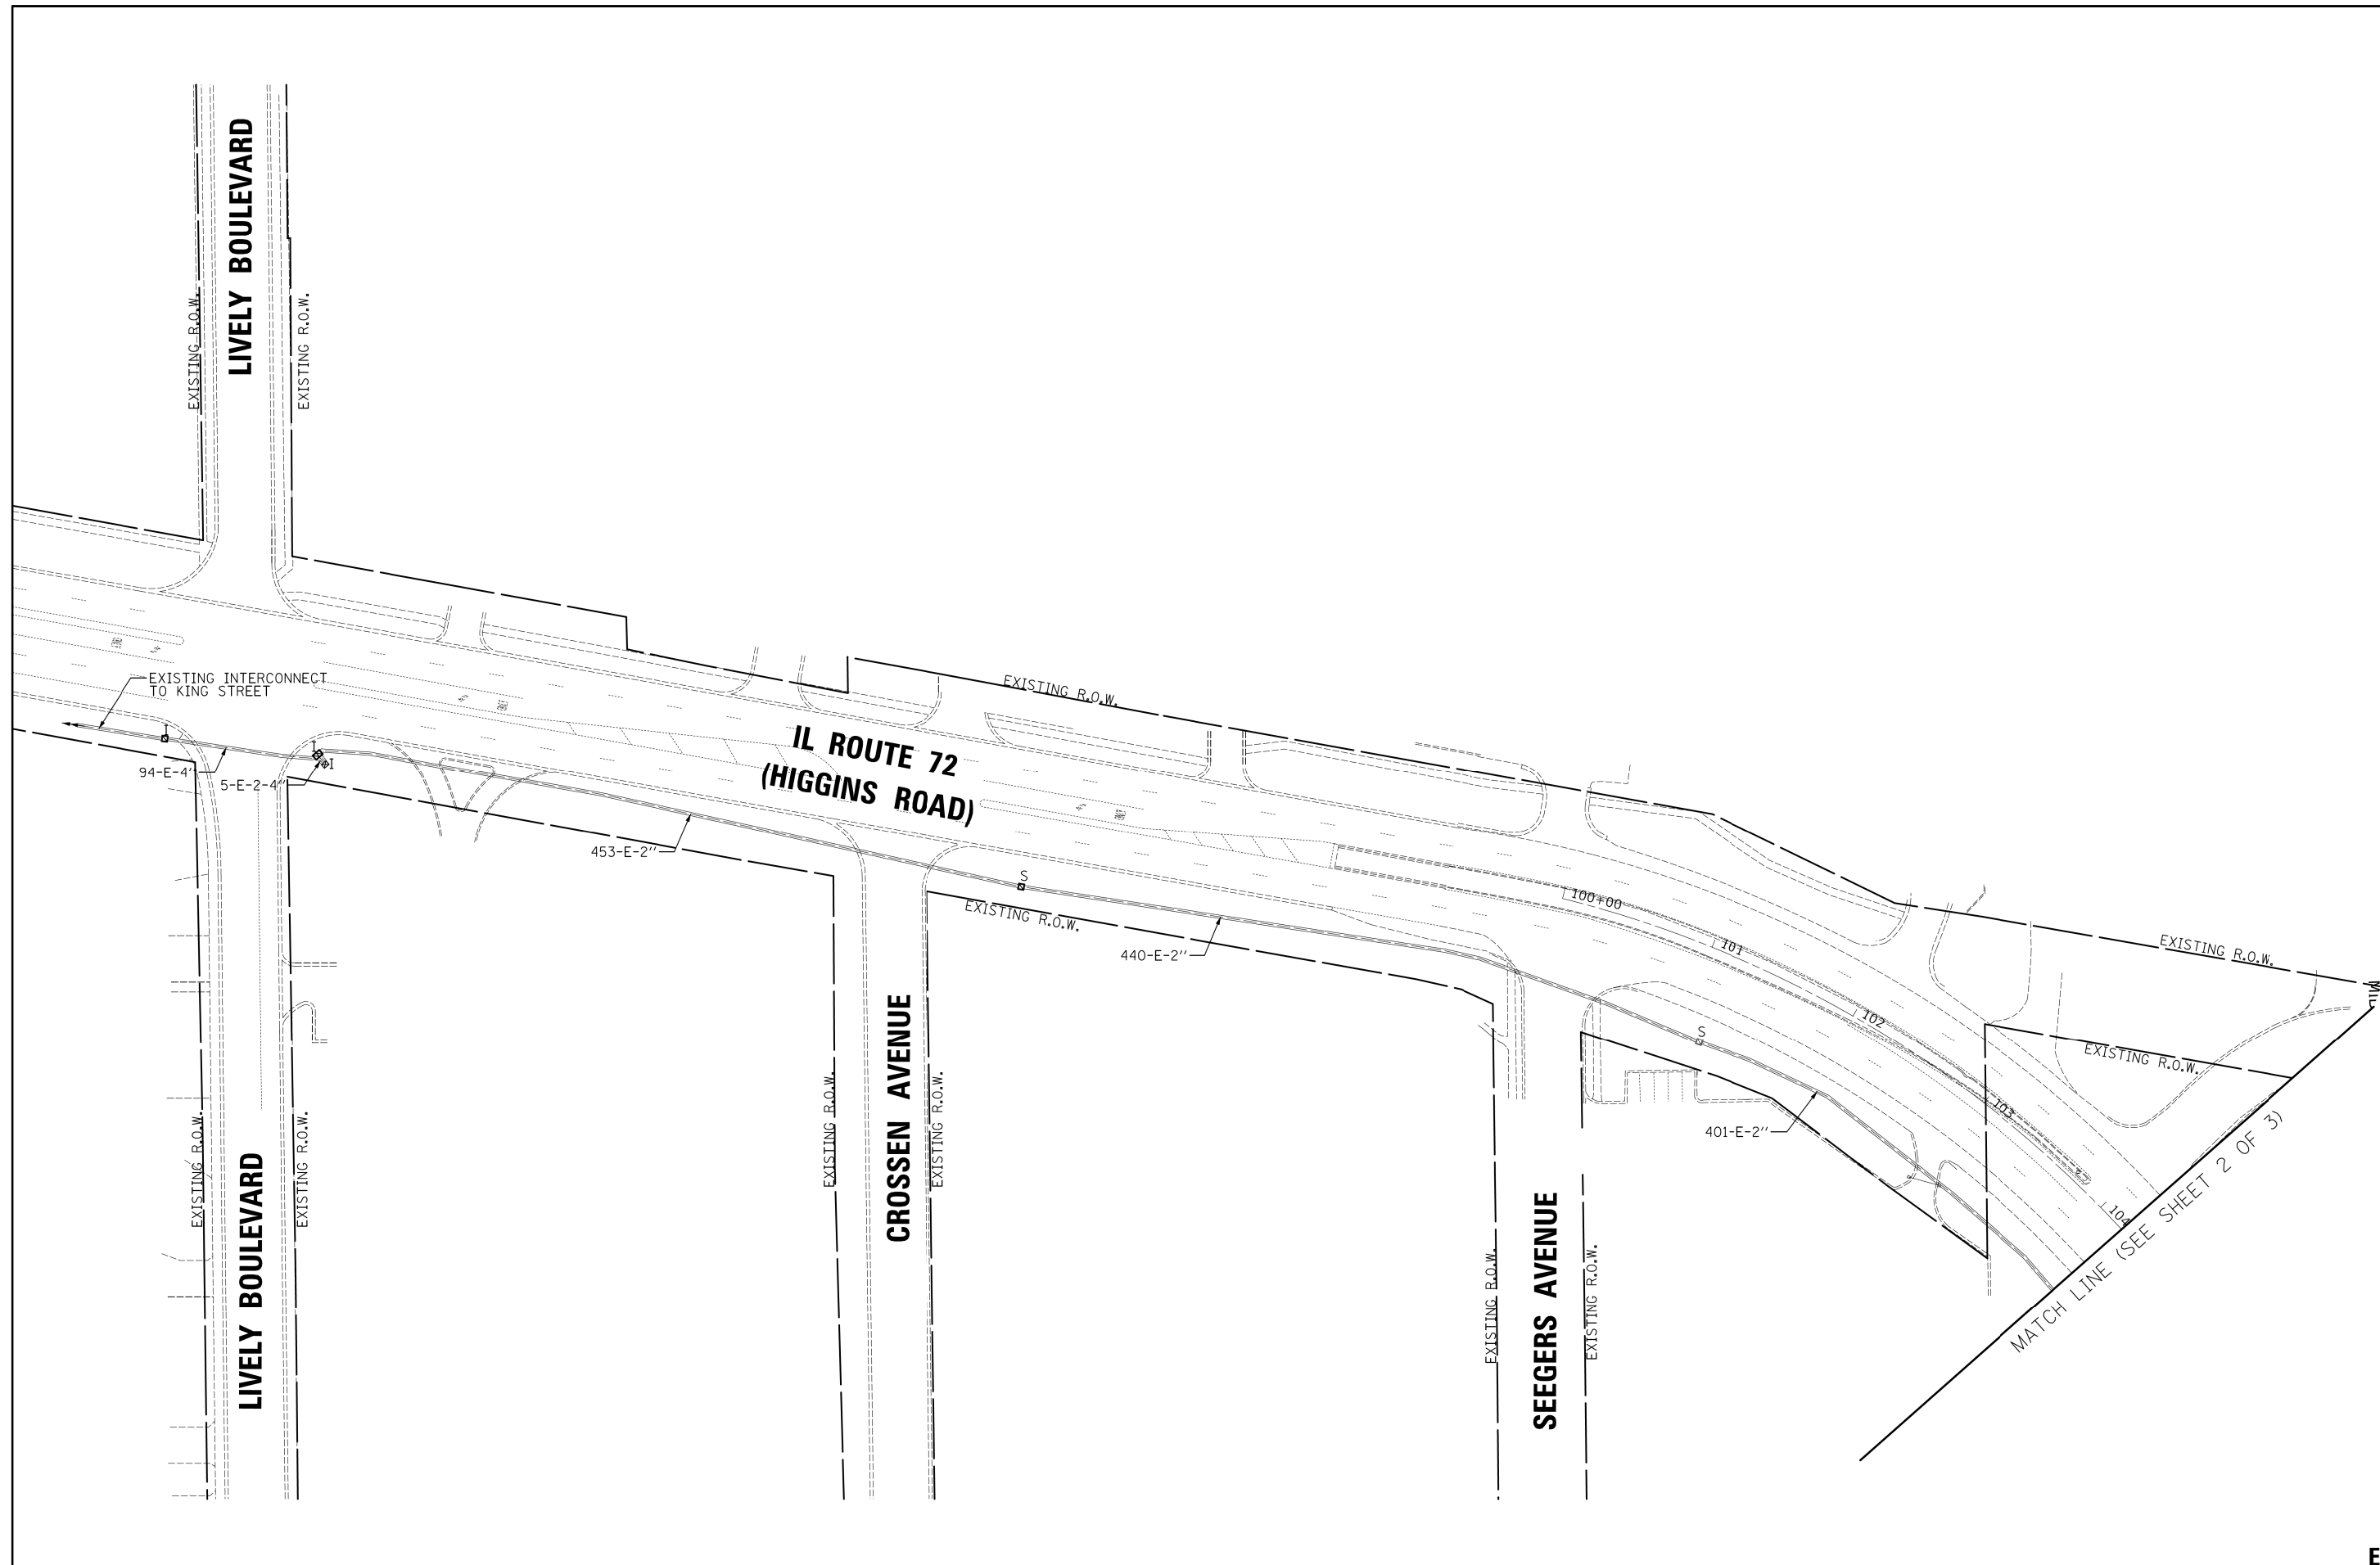 LIVELY BOULEVARD
EXISTING R.O.W.
EXISTING R.O.W.
EXISTING INTERCONNECT
TO KING STREET
I
94-E-4''
I
I
5-E-2-4''
453-E-2''
EXISTING R.O.W.
IL ROUTE 72
(HIGGINS ROAD)
S
EXISTING R.O.W.
440-E-2''
100+00
101
102
103
104
S
401-E-2''
EXISTING R.O.W.
EXISTING R.O.W.
MATCH LINE (SEE SHEET 2 OF 3)
EXISTING R.O.W.
LIVELY BOULEVARD
EXISTING R.O.W.
EXISTING R.O.W.
CROSSEN AVENUE
EXISTING R.O.W.
EXISTING R.O.W.
SEEGERS AVENUE
EXISTING R.O.W.